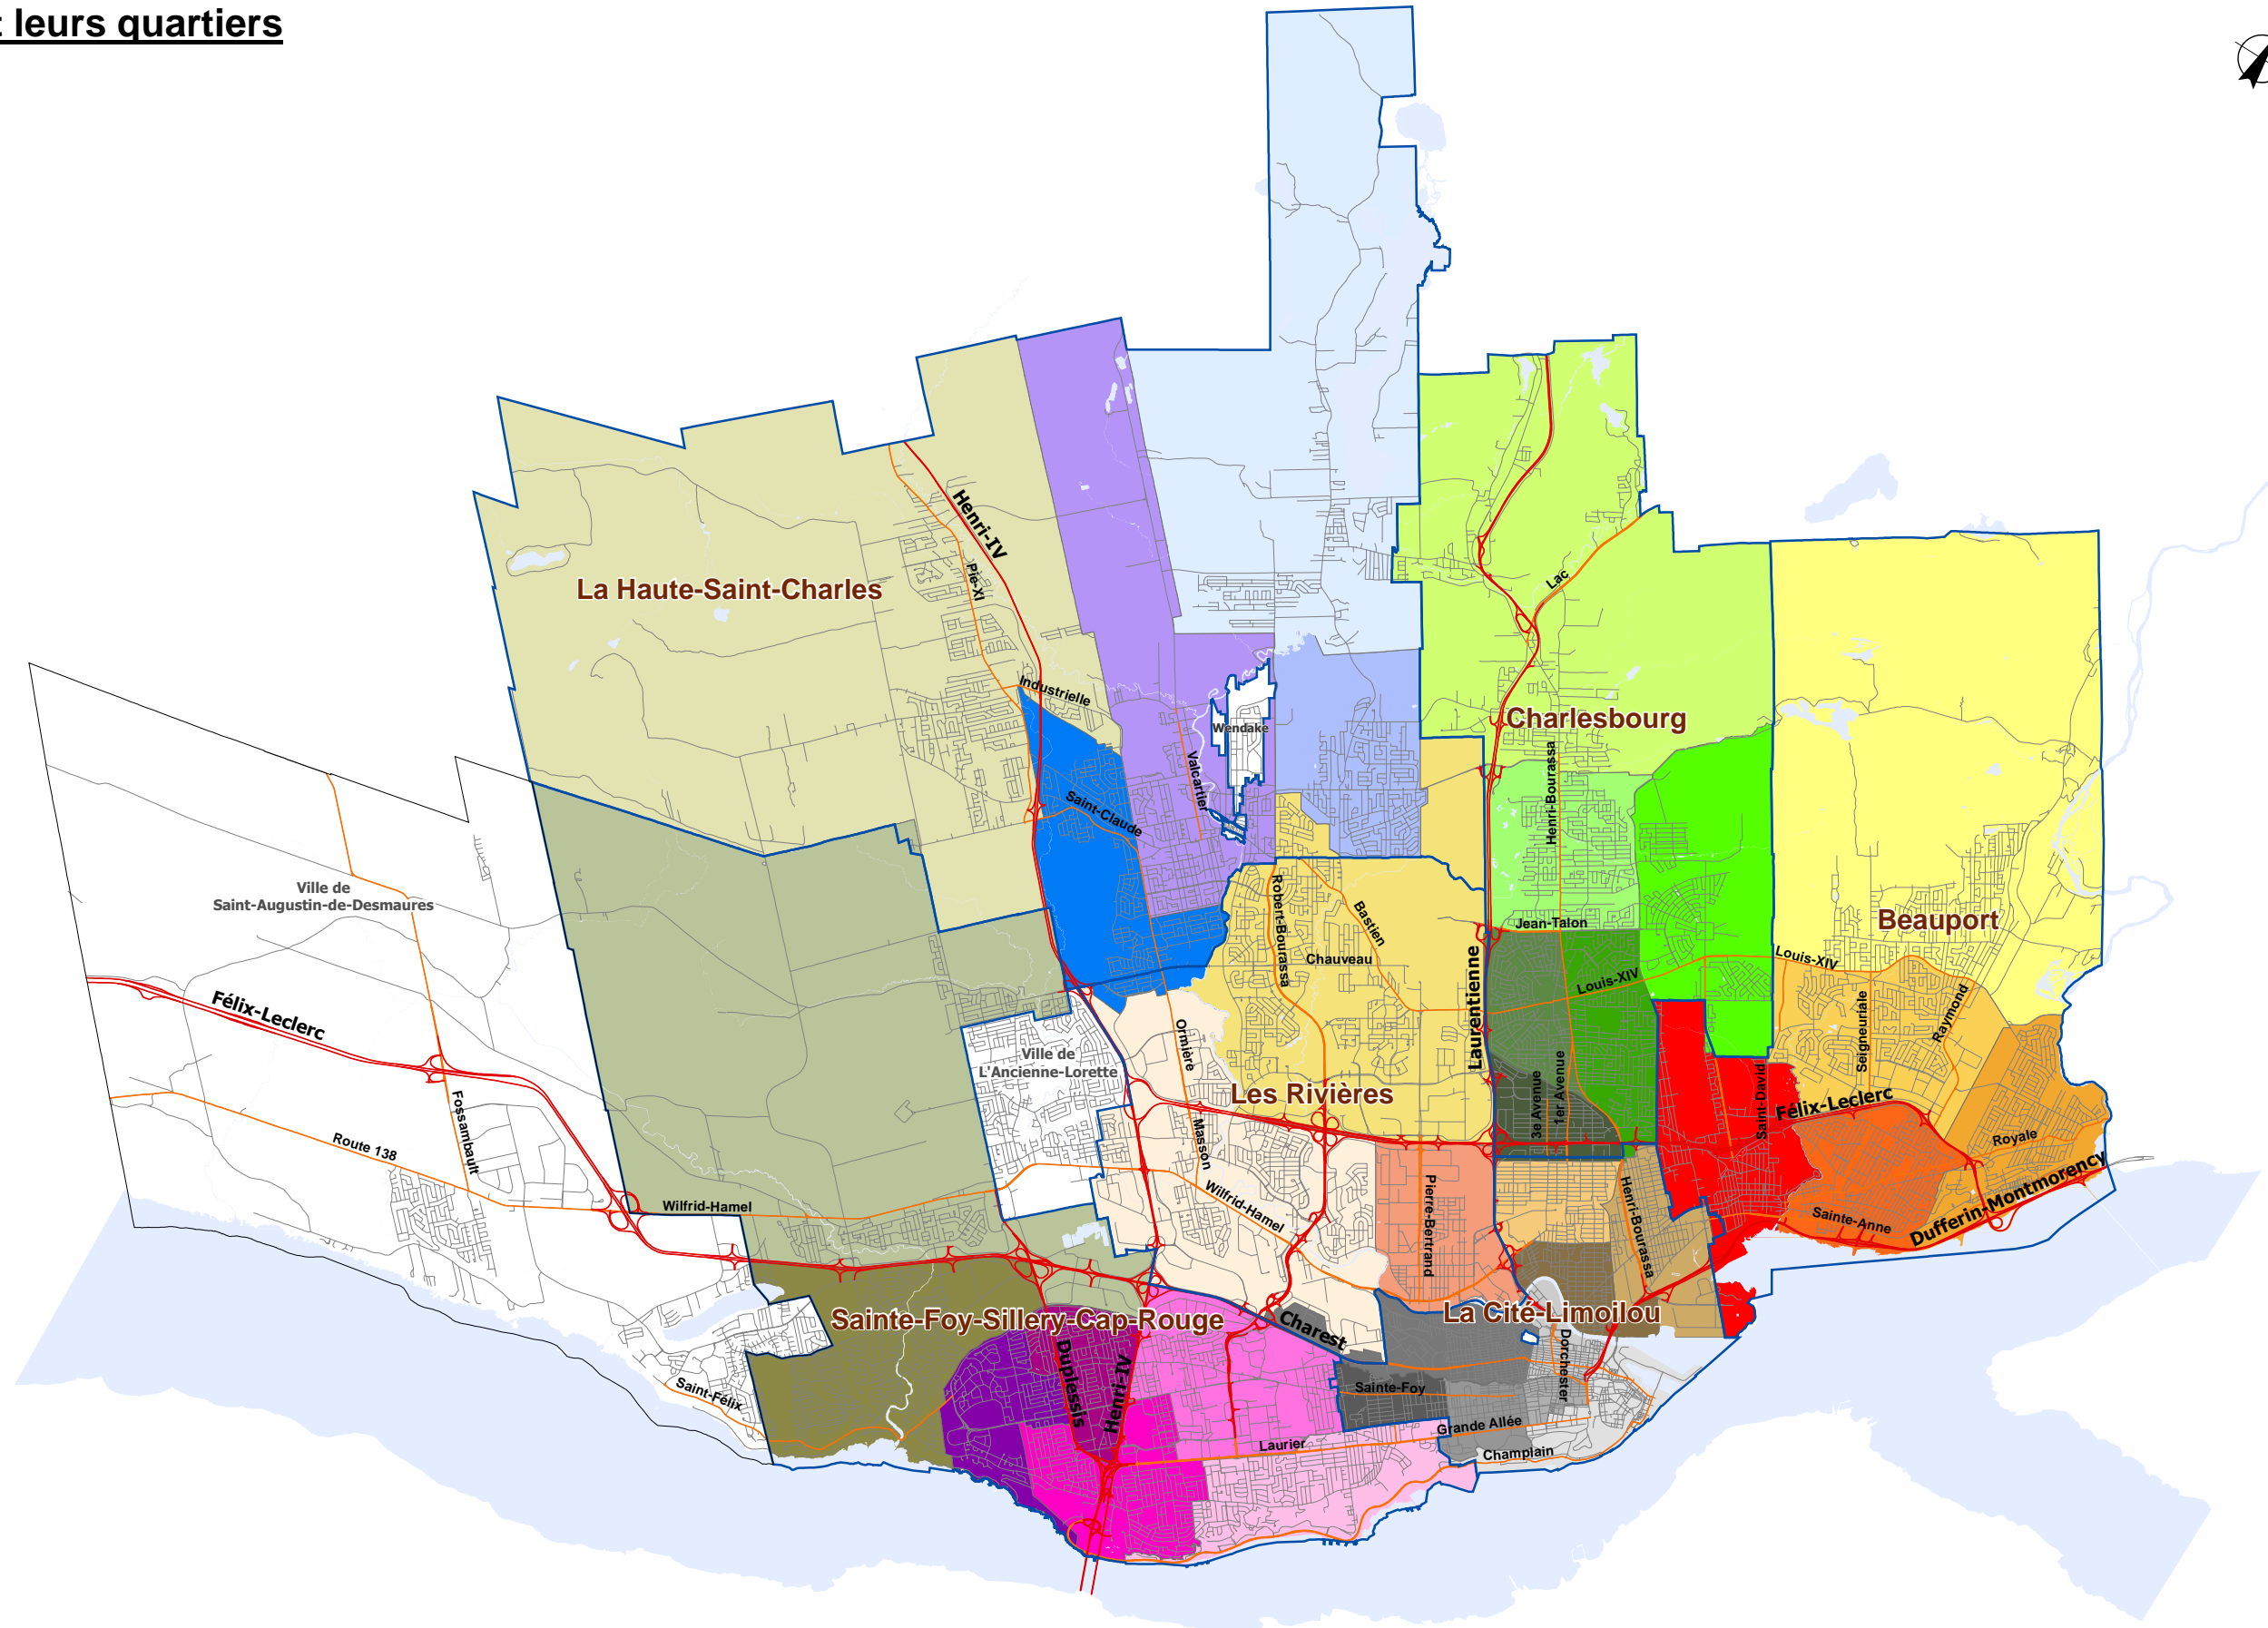 : leurs quartiers
Henri-IV
Pie-XI
La Haute-Saint-Charles
Lac
Industrielle
Charlesbourg
Wendake
Valcartier
Henri-Bourassa
Saint-Claude
Ville de
Saint-Augustin-de-Desmaures
Robert-Bourassa
Bastien
Jean-Talon
Beauport
Chauveau
Laurentienne
Louis-XIV
Louis-XIV
Félix-Leclerc
Ormière
Seigneuriale
Raymond
Ville de
L'Ancienne-Lorette
Les Rivières
3e Avenue
1er Avenue
Saint-David
Félix-Leclerc
Fossambault
Route 138
Masson
Royale
Wilfrid-Hamel
Wilfrid-Hamel
Pierre-Bertrand
Henri-Bourassa
Sainte-Anne
Dufferin-Montmorency
Sainte-Foy-Sillery-Cap-Rouge
Charest
La Cité-Limoilou
Duplessis
Henri-IV
Dorchester
Saint-Félix
Sainte-Foy
Grande Allée
Laurier
Champlain